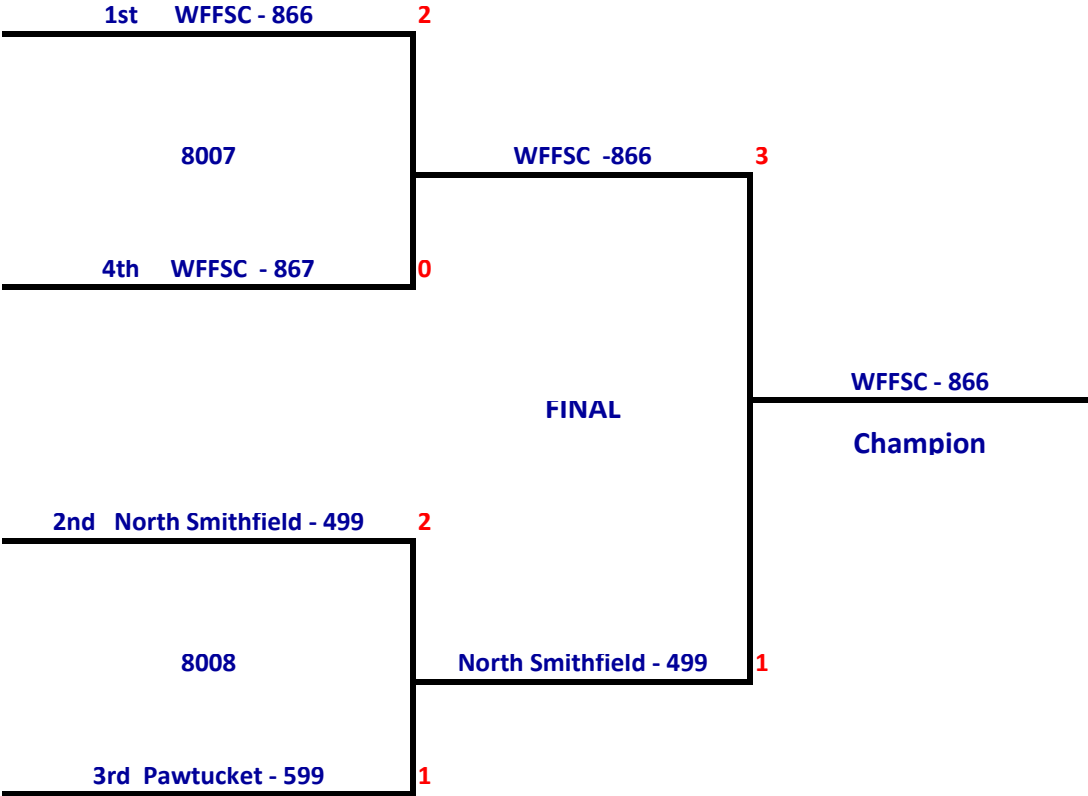 1st WFFSC - 866 2
8007
WFFSC -866 3
4th WFFSC - 867 0
WFFSC - 866
FINAL
Champion
2nd North Smithfield - 499 2
8008
North Smithfield - 499 1
3rd Pawtucket - 599 1